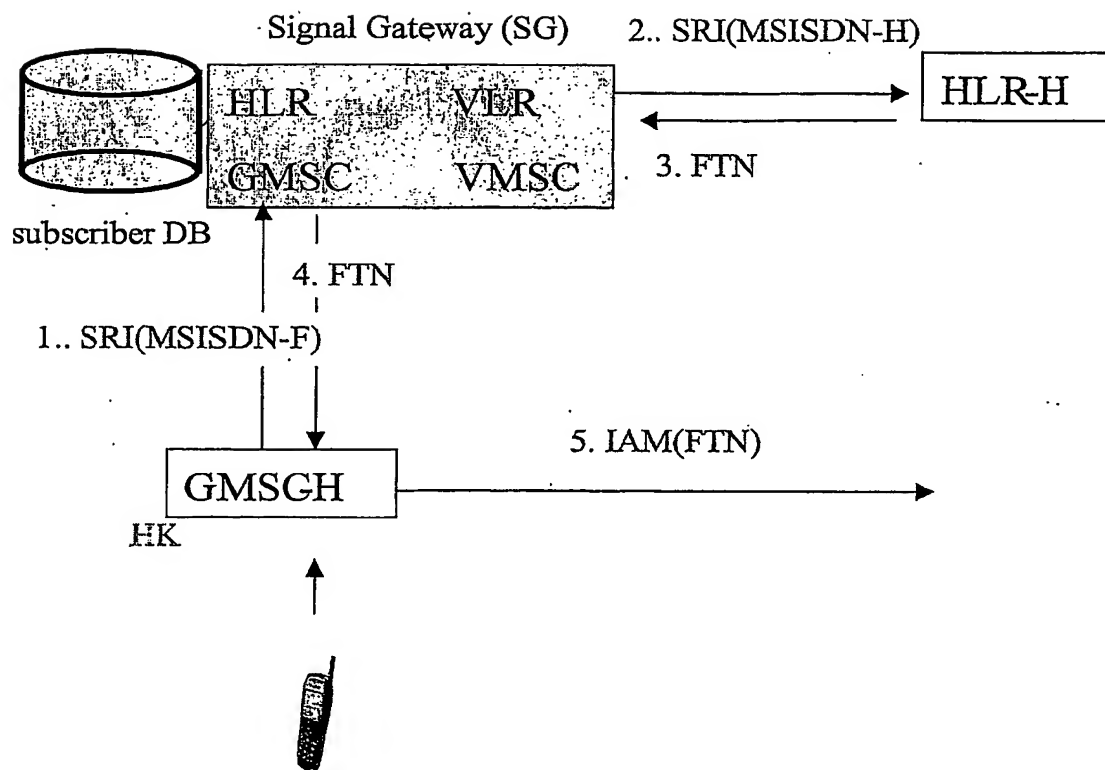 Signal Gateway (SG)
2.. SRI(MSISDN-H)
HLR VLR
GMSC VMSC
HLR-H
3. FTN
subscriber DB
4. FTN
1.. SRI(MSISDN-F)
5. IAM(FTN)
GMSGH
HK